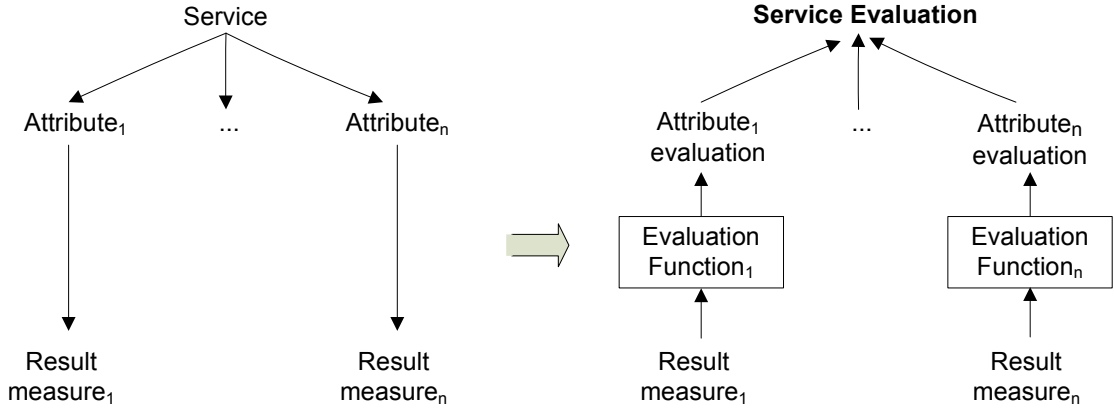 Service
Attribute₁
...
Attributeₙ
Result
measure₁
Result
measureₙ
Service Evaluation
Attribute₁
evaluation
...
Attributeₙ
evaluation
Evaluation
Function₁
Evaluation
Functionₙ
Result
measure₁
Result
measureₙ